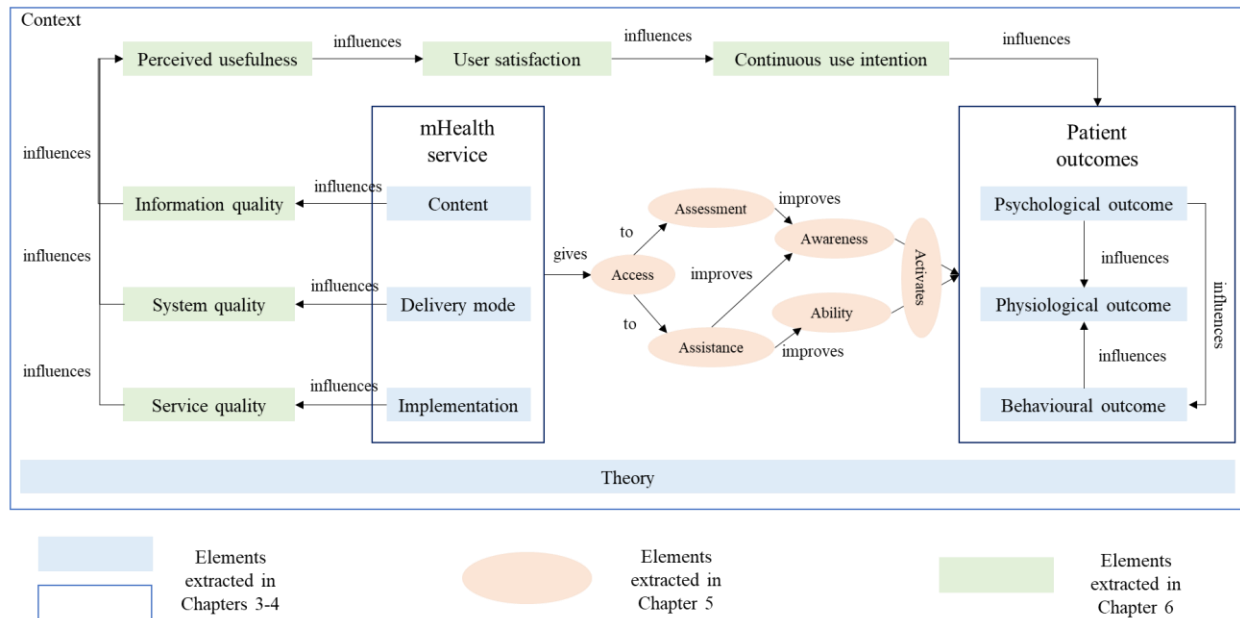 Context
influences
influences
influences
Perceived usefulness
User satisfaction
Continuous use intention
mHealth
service
Patient
outcomes
influences
influences
Information quality
Content
Assessment
improves
Psychological outcome
to
Awareness
influences
gives
Access
improves
Activates
influences
influences
influences
System quality
Delivery mode
to
Ability
Physiological outcome
Assistance
improves
influences
influences
influences
Service quality
Implementation
Behavioural outcome
Theory
Elements
extracted in
Chapters 3-4
Elements
extracted in
Chapter 5
Elements
extracted in
Chapter 6